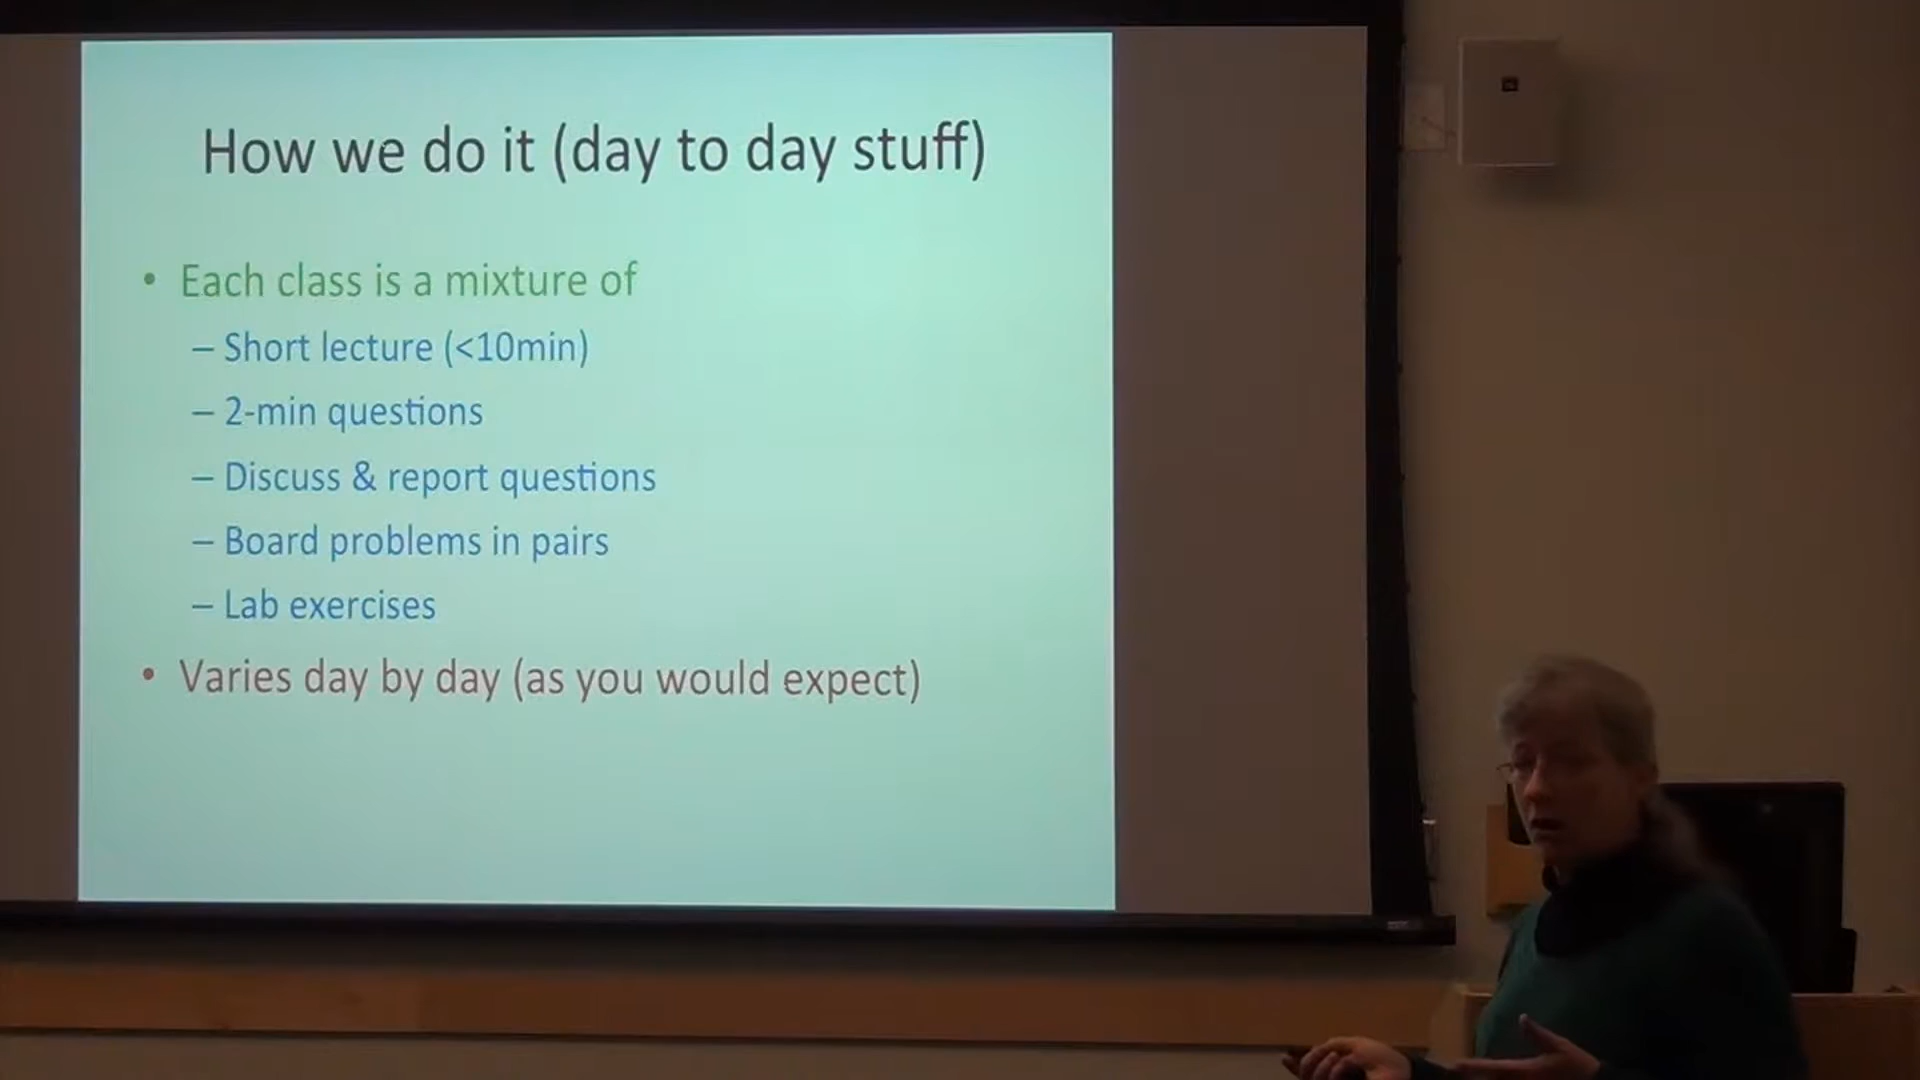 How we do it (day to day stuff)
• Each class is a mixture of
– Short lecture (<10min)
– 2-min questions
– Discuss & report questions
– Board problems in pairs
– Lab exercises
• Varies day by day (as you would expect)